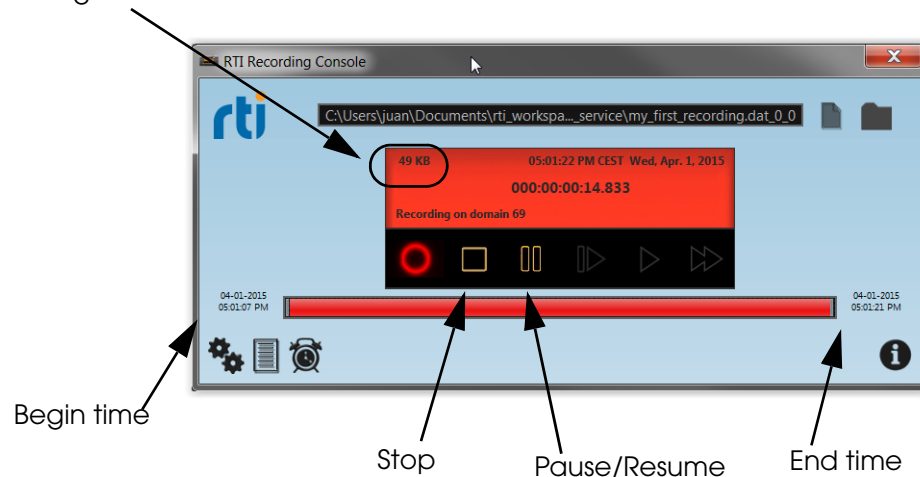 RTI Recording Console
X
rti
C:\Users\juan\Documents\rti_workspa..._service\my_first_recording.dat_0_0
49 KB
05:01:22 PM CEST Wed, Apr. 1, 2015
000:00:00:14.833
Recording on domain 69
04-01-2015
05:01:07 PM
04-01-2015
05:01:21 PM
Begin time
Stop
Pause/Resume
End time